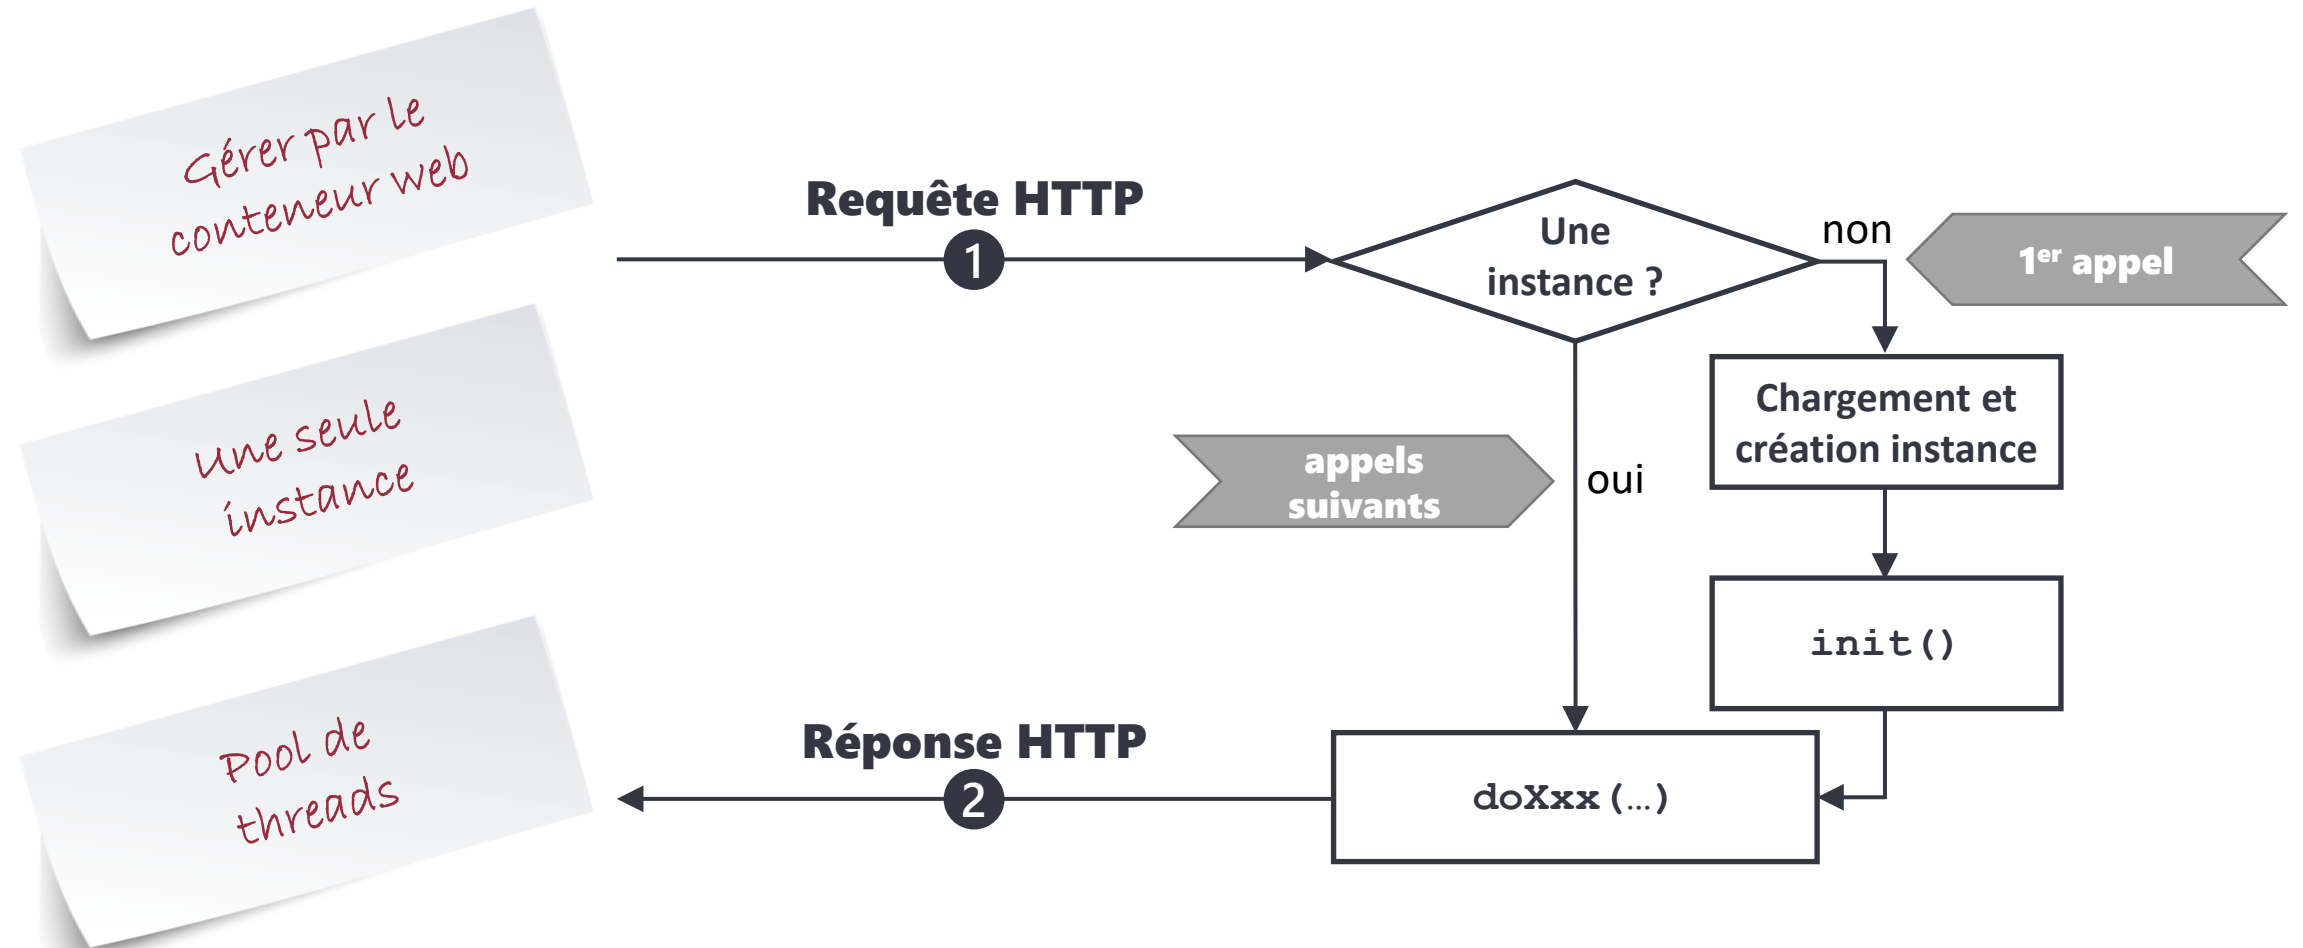 Gérer par le
conteneur web
Une seule
instance
Pool de
threads
Requête HTTP
1
Une
instance ?
non
1er appel
Chargement et
création instance
appels
suivants
oui
init()
Réponse HTTP
2
doXxx(…)